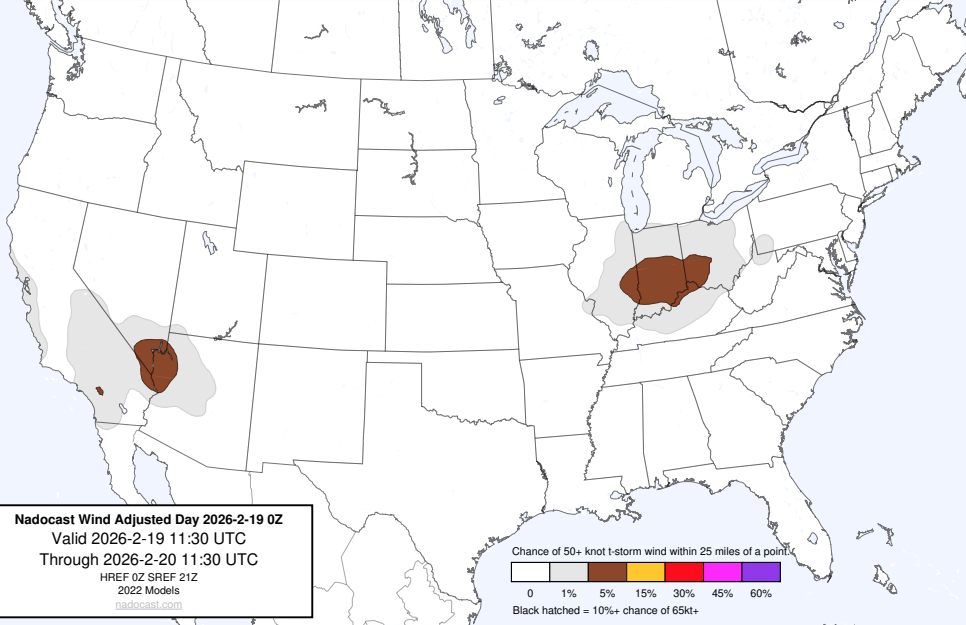 Nadocast Wind Adjusted Day 2026-2-19 0Z
Valid 2026-2-19 11:30 UTC
Through 2026-2-20 11:30 UTC
HREF 0Z SREF 21Z
2022 Models
nadocast.com
Chance of 50+ knot t-storm wind within 25 miles of a point.
0 1% 5% 15% 30% 45% 60%
Black hatched = 10%+ chance of 65kt+